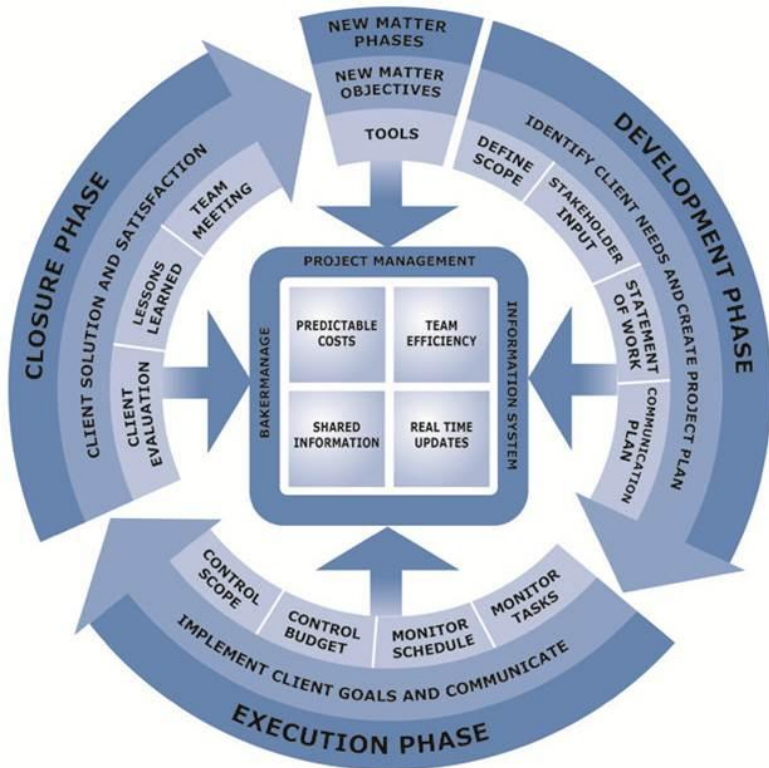 NEW MATTER
PHASES
NEW MATTER
OBJECTIVES
TOOLS
DEVELOPMENT PHASE
IDENTIFY CLIENT NEEDS AND CREATE PROJECT PLAN
DEFINE
SCOPE
STAKEHOLDER
INPUT
STATEMENT
OF WORK
COMMUNICATION
PLAN
EXECUTION PHASE
IMPLEMENT CLIENT GOALS AND COMMUNICATE
MONITOR
TASKS
MONITOR
SCHEDULE
CONTROL
BUDGET
CONTROL
SCOPE
CLOSURE PHASE
CLIENT SOLUTION AND SATISFACTION
CLIENT
EVALUATION
LESSONS
LEARNED
TEAM
MEETING
BAKERMANAGE
PROJECT MANAGEMENT
INFORMATION SYSTEM
PREDICTABLE
COSTS
TEAM
EFFICIENCY
SHARED
INFORMATION
REAL TIME
UPDATES